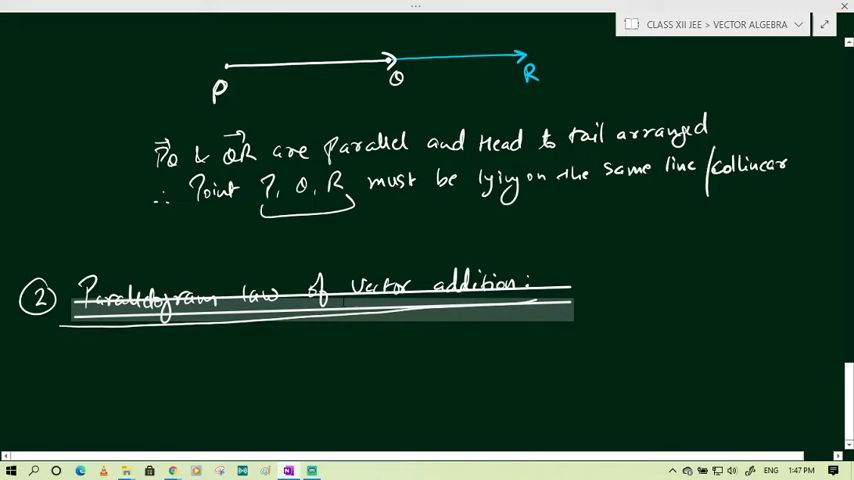 CLASS XII JEE > VECTOR ALGEBRA
P Q R
PQ & QR are parallel and Head to tail arranged
∴ Point P, Q, R must be lying on the same line / collinear
② Parallelogram law of vector addition:
ENG 1:47 PM